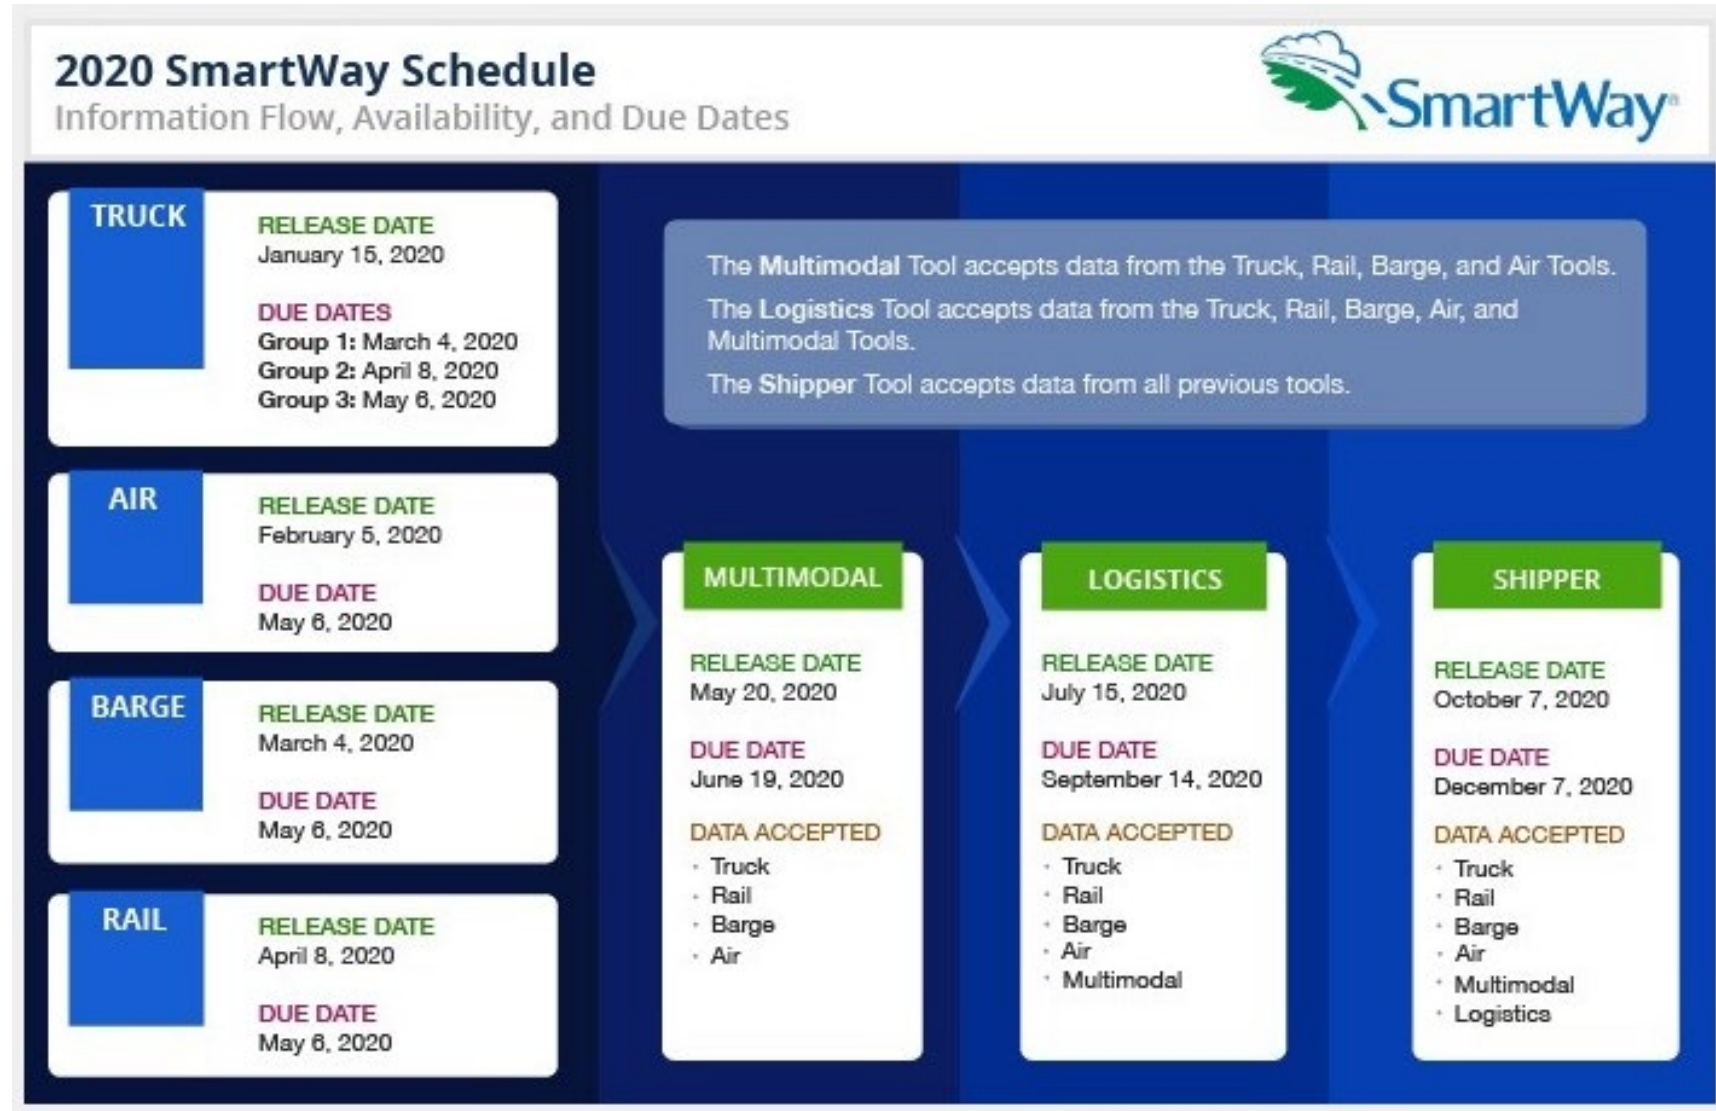 2020 SmartWay Schedule
Information Flow, Availability, and Due Dates
SmartWay®
TRUCK
RELEASE DATE
January 15, 2020
DUE DATES
Group 1: March 4, 2020
Group 2: April 8, 2020
Group 3: May 6, 2020
AIR
RELEASE DATE
February 5, 2020
DUE DATE
May 6, 2020
BARGE
RELEASE DATE
March 4, 2020
DUE DATE
May 6, 2020
RAIL
RELEASE DATE
April 8, 2020
DUE DATE
May 6, 2020
The Multimodal Tool accepts data from the Truck, Rail, Barge, and Air Tools.
The Logistics Tool accepts data from the Truck, Rail, Barge, Air, and
Multimodal Tools.
The Shipper Tool accepts data from all previous tools.
MULTIMODAL
RELEASE DATE
May 20, 2020
DUE DATE
June 19, 2020
DATA ACCEPTED
· Truck
· Rail
· Barge
· Air
LOGISTICS
RELEASE DATE
July 15, 2020
DUE DATE
September 14, 2020
DATA ACCEPTED
· Truck
· Rail
· Barge
· Air
· Multimodal
SHIPPER
RELEASE DATE
October 7, 2020
DUE DATE
December 7, 2020
DATA ACCEPTED
· Truck
· Rail
· Barge
· Air
· Multimodal
· Logistics